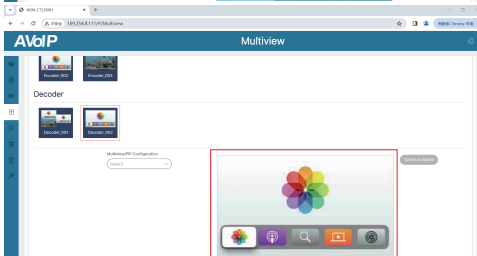 HDN-CT1500H
169.254.8.111/#/Multiview
AVoIP
Multiview
Encoder_002
Encoder_003
Decoder
Decoder_001
Decoder_002
Multiview/PIP Configuration
Select